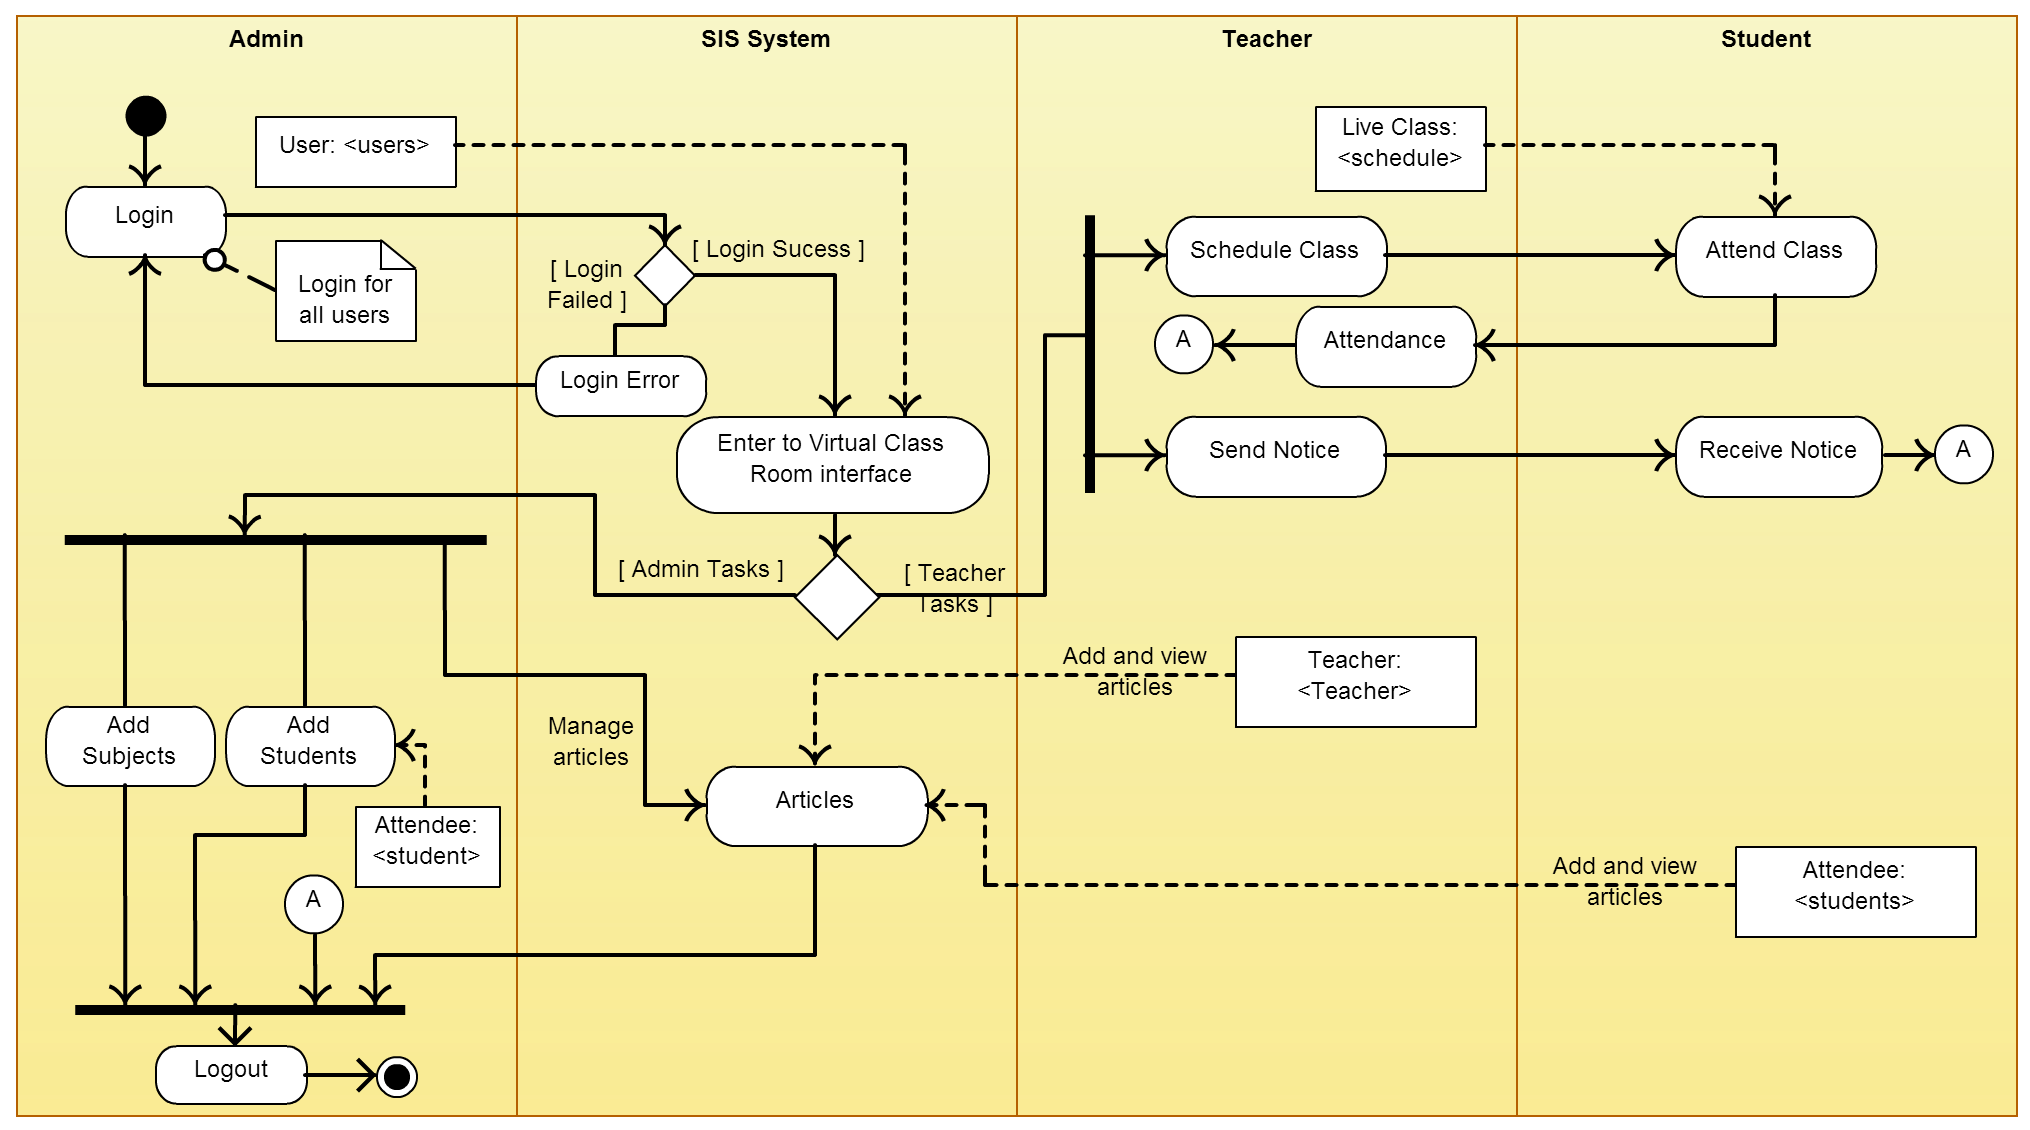 Admin
SIS System
Teacher
Student
User: <users>
Live Class:
<schedule>
Login
[ Login Sucess ]
Schedule Class
Attend Class
[ Login
Failed ]
Login for
all users
A
Attendance
Login Error
Enter to Virtual Class
Room interface
Send Notice
Receive Notice
A
[ Admin Tasks ]
[ Teacher
Tasks ]
Add and view
articles
Teacher:
<Teacher>
Add
Subjects
Add
Students
Manage
articles
Articles
Attendee:
<student>
Add and view
articles
Attendee:
<students>
A
Logout